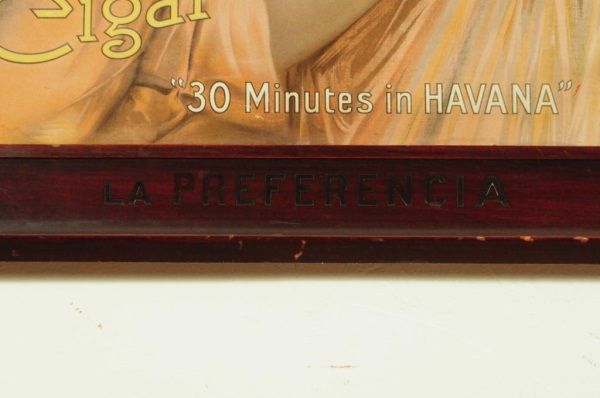 Cigar
"30 Minutes in HAVANA"
LA PREFERENCIA